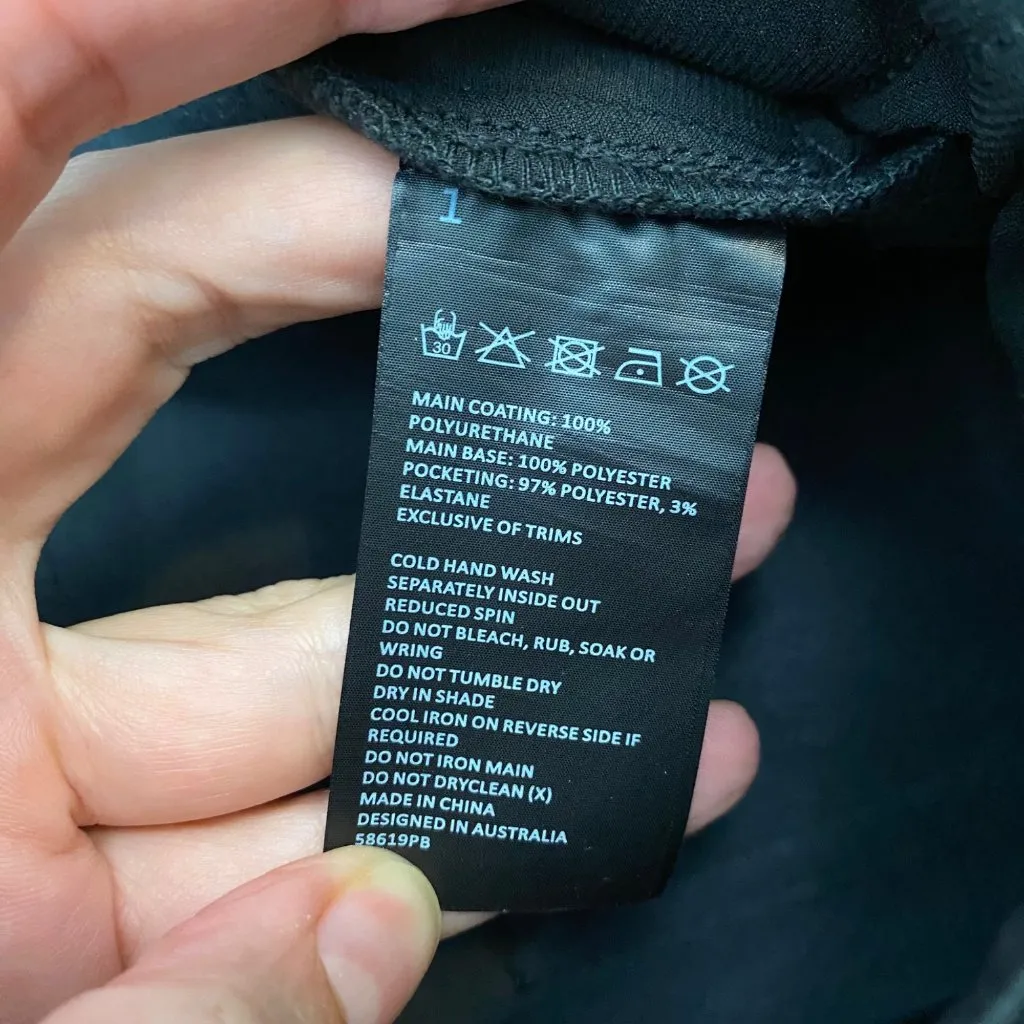 1
30
MAIN COATING: 100%
POLYURETHANE
MAIN BASE: 100% POLYESTER
POCKETING: 97% POLYESTER, 3%
ELASTANE
EXCLUSIVE OF TRIMS
COLD HAND WASH
SEPARATELY INSIDE OUT
REDUCED SPIN
DO NOT BLEACH, RUB, SOAK OR
WRING
DO NOT TUMBLE DRY
DRY IN SHADE
COOL IRON ON REVERSE SIDE IF
REQUIRED
DO NOT IRON MAIN
DO NOT DRYCLEAN (X)
MADE IN CHINA
DESIGNED IN AUSTRALIA
58619PB